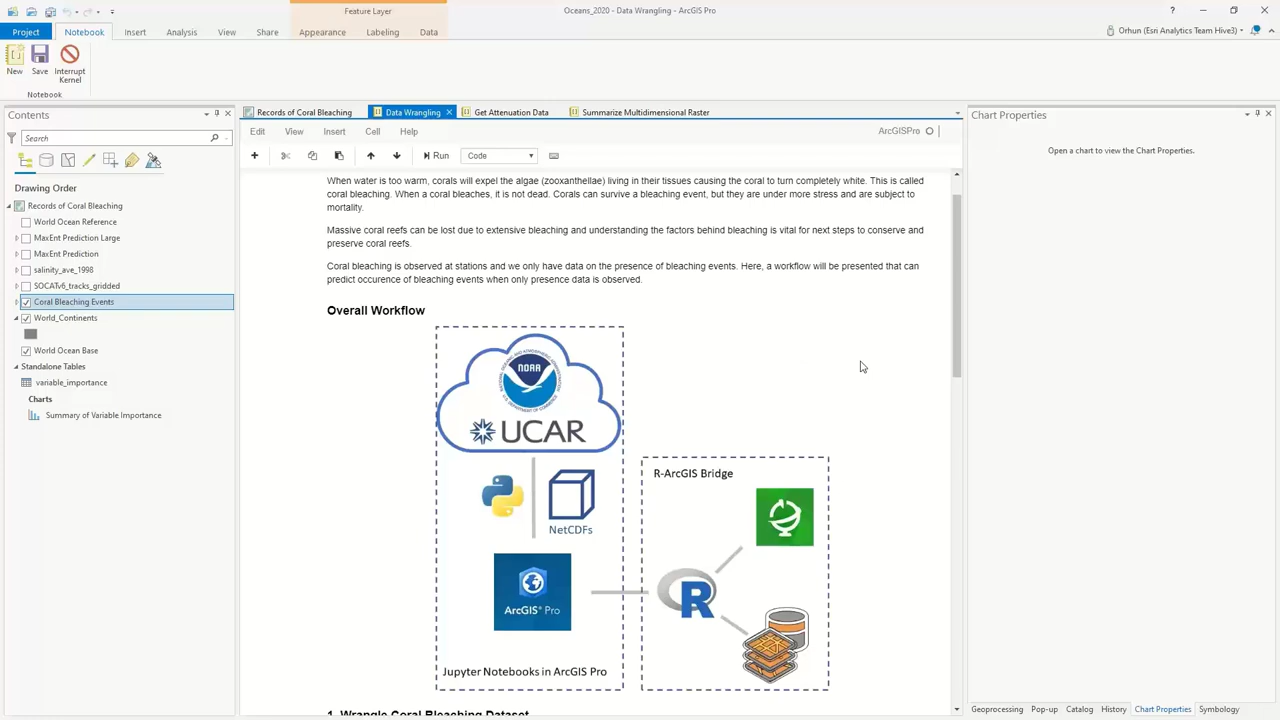 Feature Layer
Oceans_2020 - Data Wrangling - ArcGIS Pro
?
Project
Notebook
Insert
Analysis
View
Share
Appearance
Labeling
Data
Orhun (Esri Analytics Team Hive3)
New
Save
Interrupt
Kernel
Notebook
Contents
Search
Drawing Order
Records of Coral Bleaching
World Ocean Reference
MaxEnt Prediction Large
MaxEnt Prediction
salinity_ave_1998
SOCATv6_tracks_gridded
Coral Bleaching Events
World_Continents
World Ocean Base
Standalone Tables
variable_importance
Charts
Summary of Variable Importance
Records of Coral Bleaching
Data Wrangling
Get Attenuation Data
Summarize Multidimensional Raster
Edit
View
Insert
Cell
Help
ArcGISPro
Run
Code
When water is too warm, corals will expel the algae (zooxanthellae) living in their tissues causing the coral to turn completely white. This is called
coral bleaching. When a coral bleaches, it is not dead. Corals can survive a bleaching event, but they are under more stress and are subject to
mortality.
Massive coral reefs can be lost due to extensive bleaching and understanding the factors behind bleaching is vital for next steps to conserve and
preserve coral reefs.
Coral bleaching is observed at stations and we only have data on the presence of bleaching events. Here, a workflow will be presented that can
predict occurence of bleaching events when only presence data is observed.
Overall Workflow
NOAA
UCAR
NetCDFs
ArcGIS® Pro
Jupyter Notebooks in ArcGIS Pro
R-ArcGIS Bridge
R
1. Wrangle Coral Bleaching Dataset
Chart Properties
Open a chart to view the Chart Properties.
Geoprocessing
Pop-up
Catalog
History
Chart Properties
Symbology